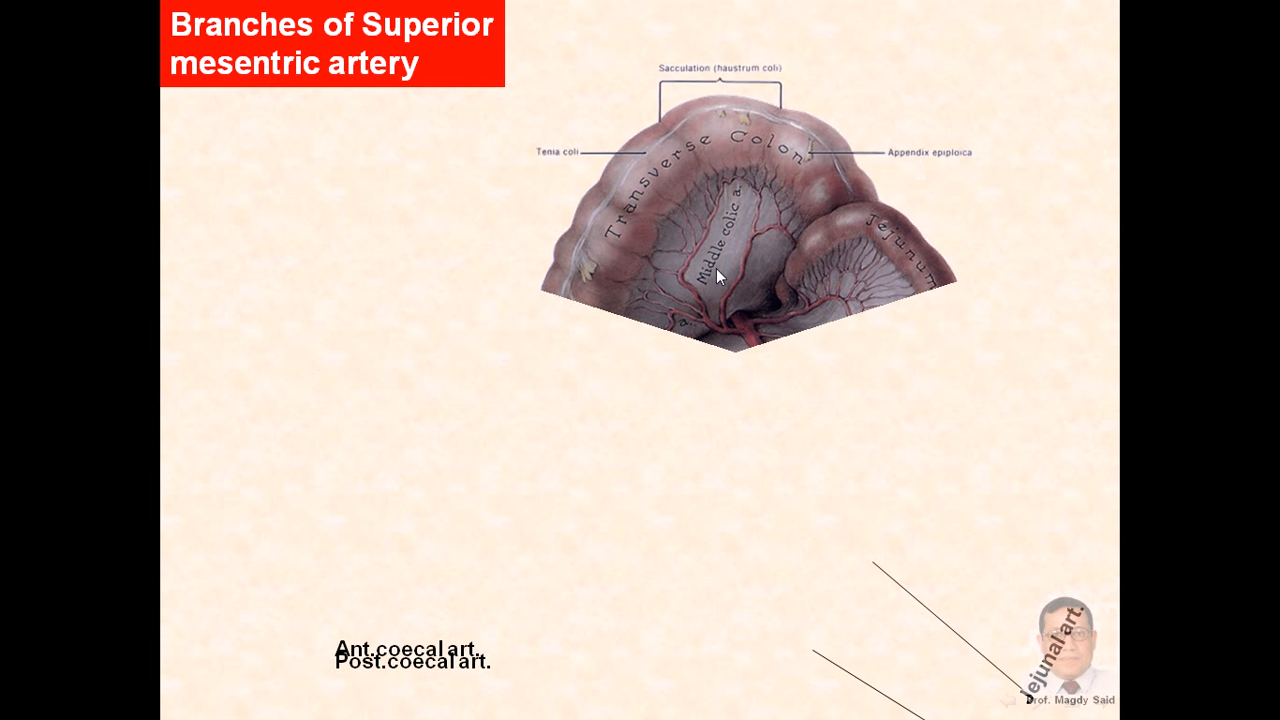 Branches of Superior
mesentric artery
Sacculation (haustrum coli)
Tenia coli
Appendix epiploica
Transverse Colon
Middle colic a.
Jejunum
a.
Ant.coecal art.
Post.coecal art.
Jejunal art.
Prof. Magdy Said